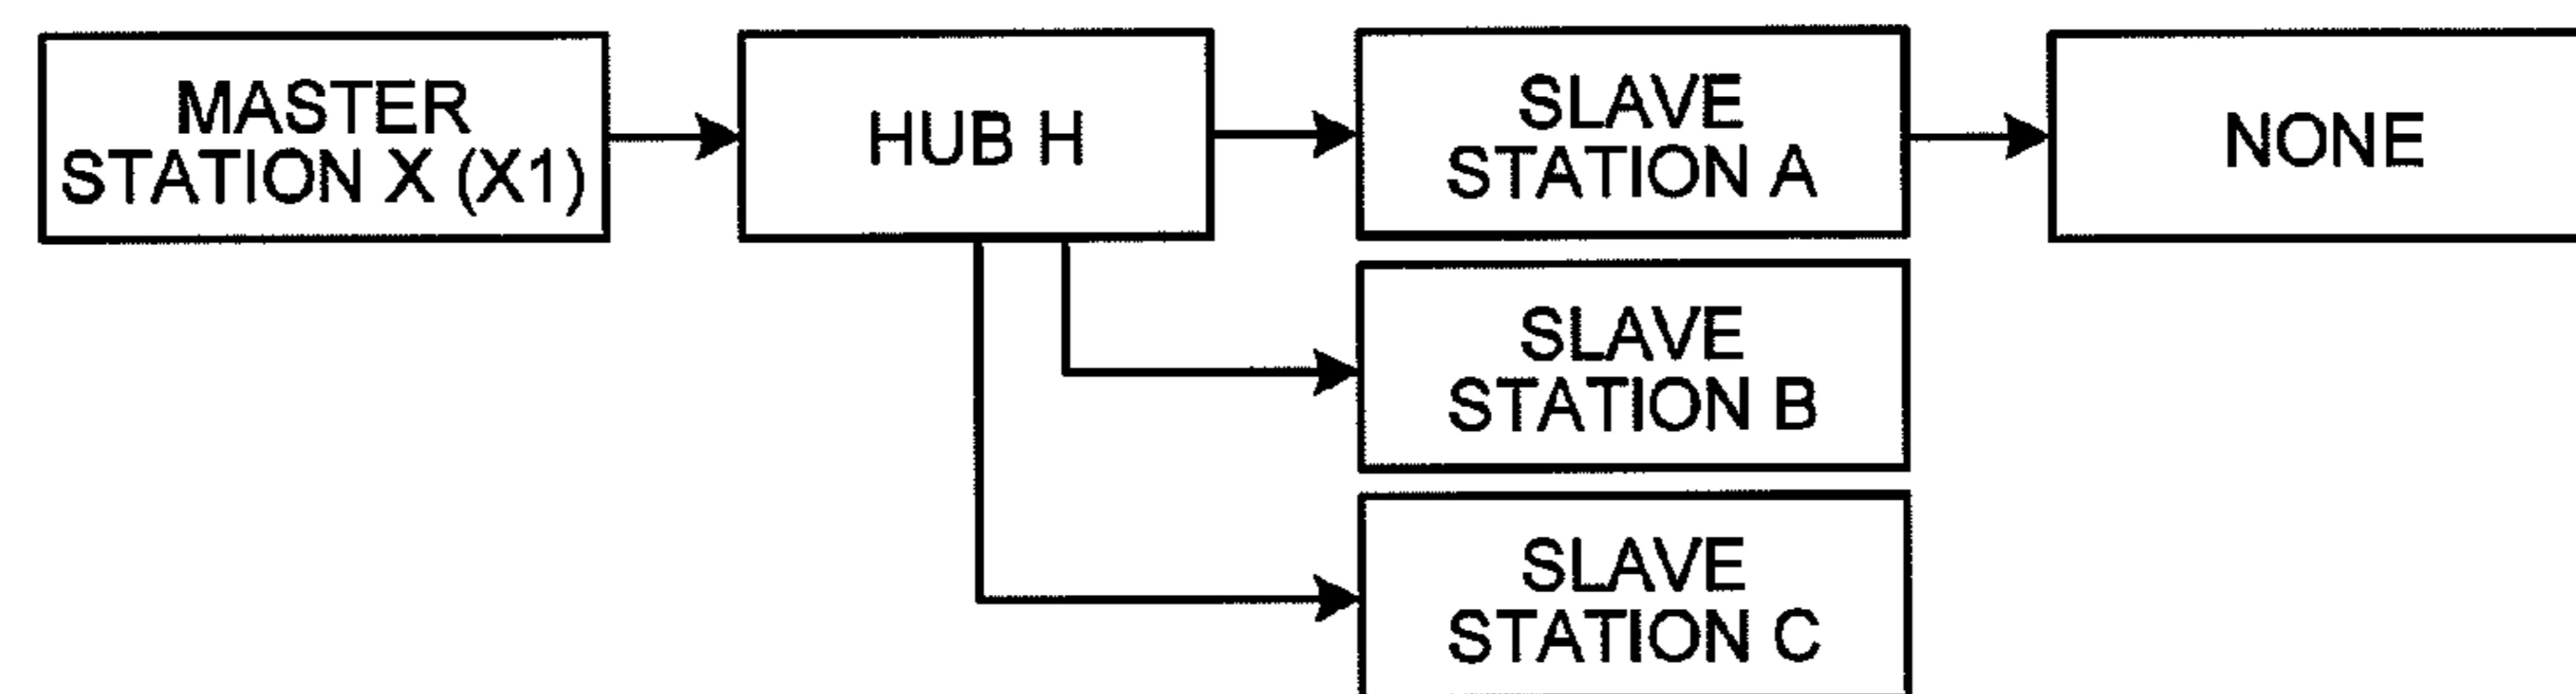 MASTER
STATION X (X1)
HUB H
SLAVE
STATION A
NONE
SLAVE
STATION B
SLAVE
STATION C